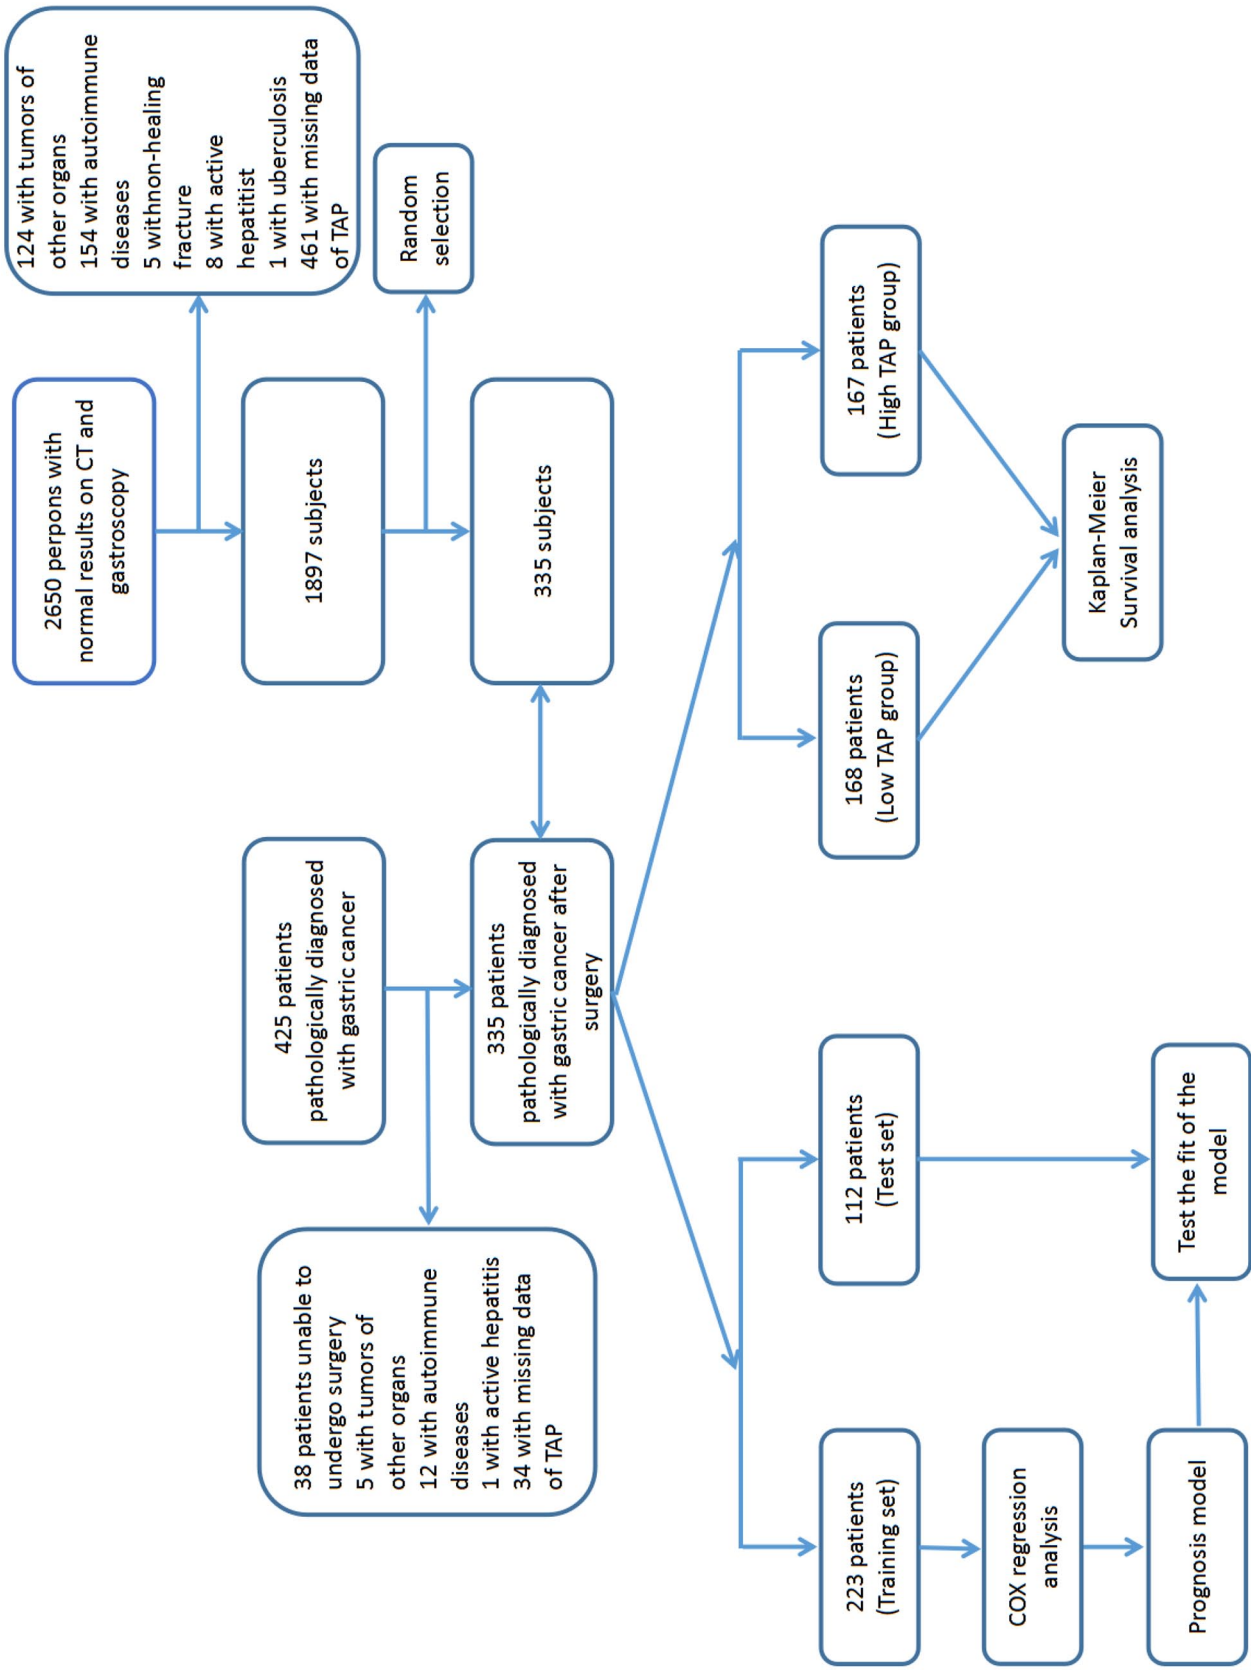 2650 perpons with
normal results on CT and
gastroscopy
124 with tumors of
other organs
154 with autoimmune
diseases
5 withnon-healing
fracture
8 with active
hepatitist
1 with uberculosis
461 with missing data
of TAP
425 patients
pathologically diagnosed
with gastric cancer
1897 subjects
Random
selection
38 patients unable to
undergo surgery
5 with tumors of
other organs
12 with autoimmune
diseases
1 with active hepatitis
34 with missing data
of TAP
335 patients
pathologically diagnosed
with gastric cancer after
surgery
335 subjects
223 patients
(Training set)
112 patients
(Test set)
168 patients
(Low TAP group)
167 patients
(High TAP group)
COX regression
analysis
Kaplan-Meier
Survival analysis
Prognosis model
Test the fit of the
model